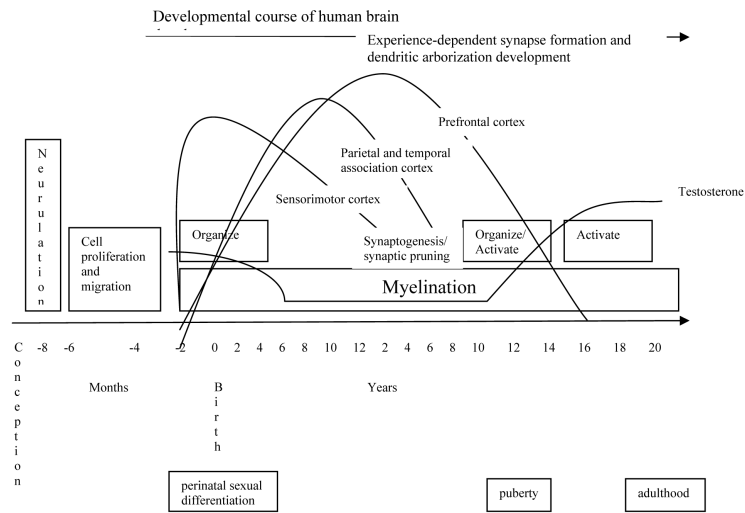 Developmental course of human brain
Experience-dependent synapse formation and
dendritic arborization development
Prefrontal cortex
Neurulation
Parietal and temporal
association cortex
Sensorimotor cortex
Testosterone
Cell
proliferation
and
migration
Organize
Synaptogenesis/
synaptic pruning
Organize/
Activate
Activate
Myelination
Conception
-8 -6 -4 -2 0 2 4 6 8 10 12 2 4 6 8 10 12 14 16 18 20
Months
Birth
Years
perinatal sexual
differentiation
puberty
adulthood